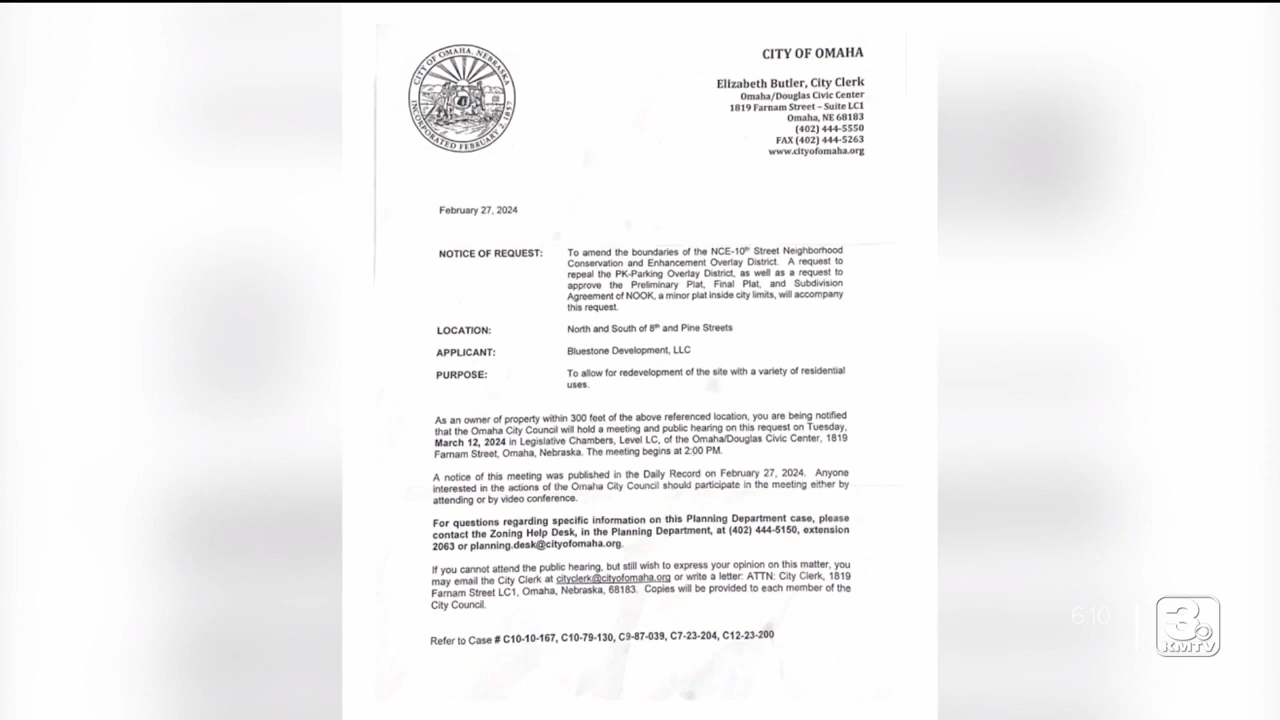 CITY OF OMAHA, NEBRASKA
INCORPORATED FEBRUARY 2, 1857
CITY OF OMAHA
Elizabeth Butler, City Clerk
Omaha/Douglas Civic Center
1819 Farnam Street – Suite LC1
Omaha, NE 68183
(402) 444-5550
FAX (402) 444-5263
www.cityofomaha.org
February 27, 2024
NOTICE OF REQUEST: To amend the boundaries of the NCE-10th Street Neighborhood
Conservation and Enhancement Overlay District. A request to
repeal the PK-Parking Overlay District, as well as a request to
approve the Preliminary Plat, Final Plat, and Subdivision
Agreement of NOOK, a minor plat inside city limits, will accompany
this request.
LOCATION: North and South of 8th and Pine Streets
APPLICANT: Bluestone Development, LLC
PURPOSE: To allow for redevelopment of the site with a variety of residential
uses.
As an owner of property within 300 feet of the above referenced location, you are being notified
that the Omaha City Council will hold a meeting and public hearing on this request on Tuesday,
March 12, 2024 in Legislative Chambers, Level LC, of the Omaha/Douglas Civic Center, 1819
Farnam Street, Omaha, Nebraska. The meeting begins at 2:00 PM.
A notice of this meeting was published in the Daily Record on February 27, 2024. Anyone
interested in the actions of the Omaha City Council should participate in the meeting either by
attending or by video conference.
For questions regarding specific information on this Planning Department case, please
contact the Zoning Help Desk, in the Planning Department, at (402) 444-5150, extension
2063 or planning.desk@cityofomaha.org.
If you cannot attend the public hearing, but still wish to express your opinion on this matter, you
may email the City Clerk at cityclerk@cityofomaha.org or write a letter: ATTN: City Clerk, 1819
Farnam Street LC1, Omaha, Nebraska, 68183. Copies will be provided to each member of the
City Council.
Refer to Case # C10-10-167, C10-79-130, C9-87-039, C7-23-204, C12-23-200
6:10
3
KMTV